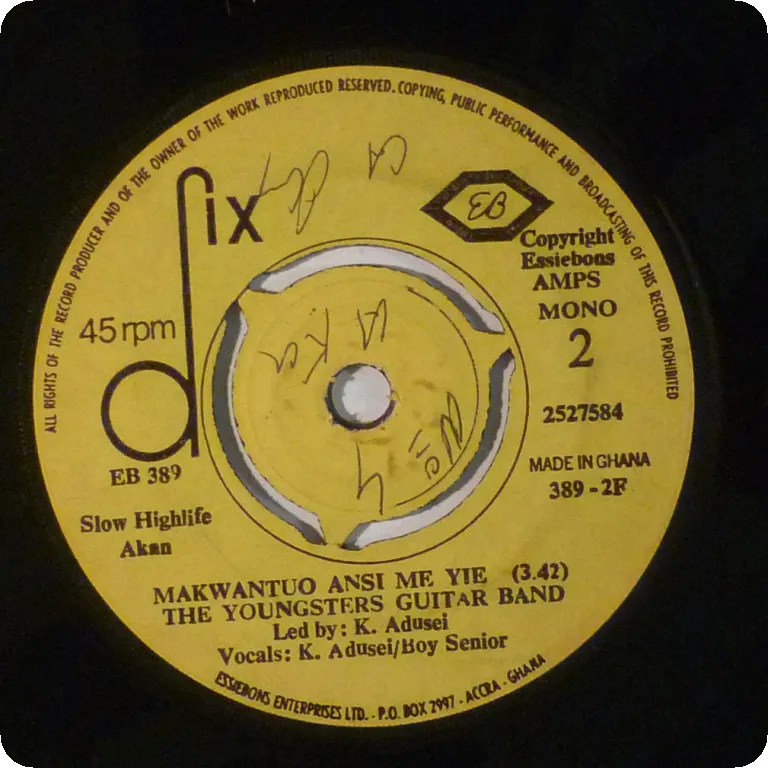 ALL RIGHTS OF THE RECORD PRODUCER AND OF THE OWNER OF THE WORK REPRODUCED RESERVED. COPYING, PUBLIC PERFORMANCE AND BROADCASTING OF THIS RECORD PROHIBITED
dix
EB
Copyright
Essiebons
AMPS
MONO
45 rpm
2
2527584
EB 389
MADE IN GHANA
389-2F
Slow Highlife
Akan
MAKWANTUO ANSI ME YIE (3.42)
THE YOUNGSTERS GUITAR BAND
Led by: K. Adusei
Vocals: K. Adusei/Boy Senior
ESSIEBONS ENTERPRISES LTD. - P.O. BOX 2997 - ACCRA - GHANA